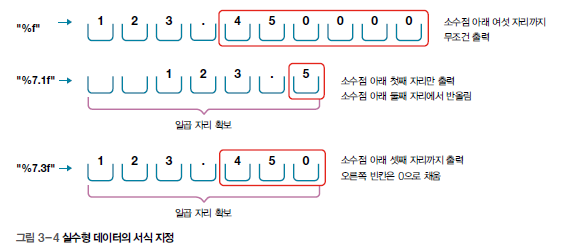 "%f" → 1 2 3 . 4 5 0 0 0 0
소수점 아래 여섯 자리까지
무조건 출력
"%7.1f" → 1 2 3 . 5
소수점 아래 첫째 자리만 출력
소수점 아래 둘째 자리에서 반올림
일곱 자리 확보
"%7.3f" → 1 2 3 . 4 5 0
소수점 아래 셋째 자리까지 출력
오른쪽 빈칸은 0으로 채움
일곱 자리 확보
그림 3-4 실수형 데이터의 서식 지정